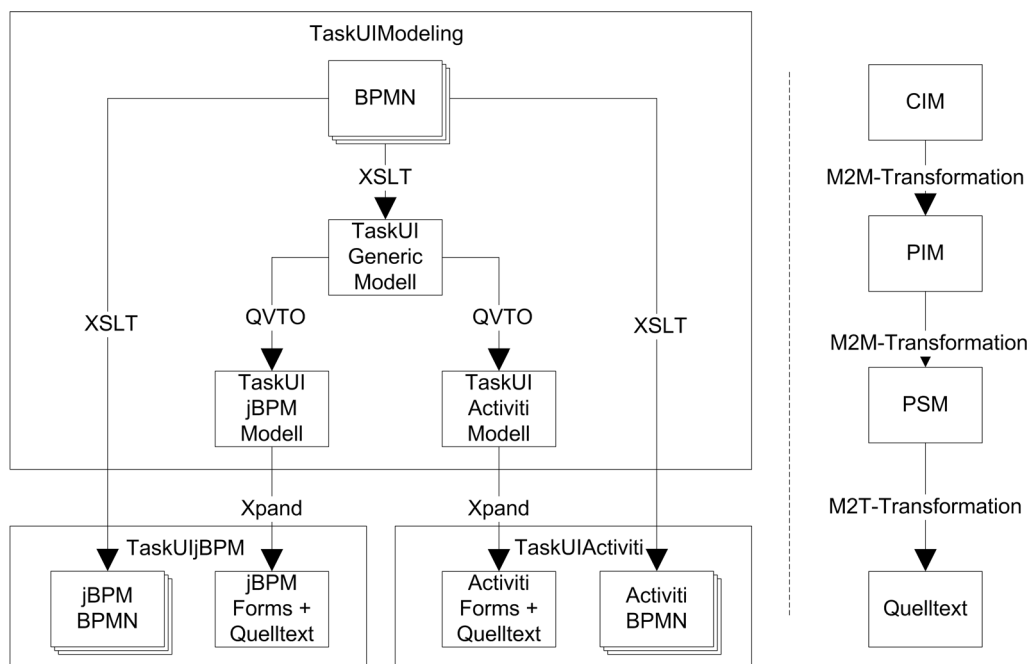 TaskUIModeling
BPMN
CIM
XSLT
M2M-Transformation
TaskUI
Generic
Modell
PIM
XSLT
QVTO
QVTO
XSLT
M2M-Transformation
TaskUI
jBPM
Modell
TaskUI
Activiti
Modell
PSM
Xpand
Xpand
M2T-Transformation
TaskUIjBPM
TaskUIActiviti
jBPM
BPMN
jBPM
Forms +
Quelltext
Activiti
Forms +
Quelltext
Activiti
BPMN
Quelltext